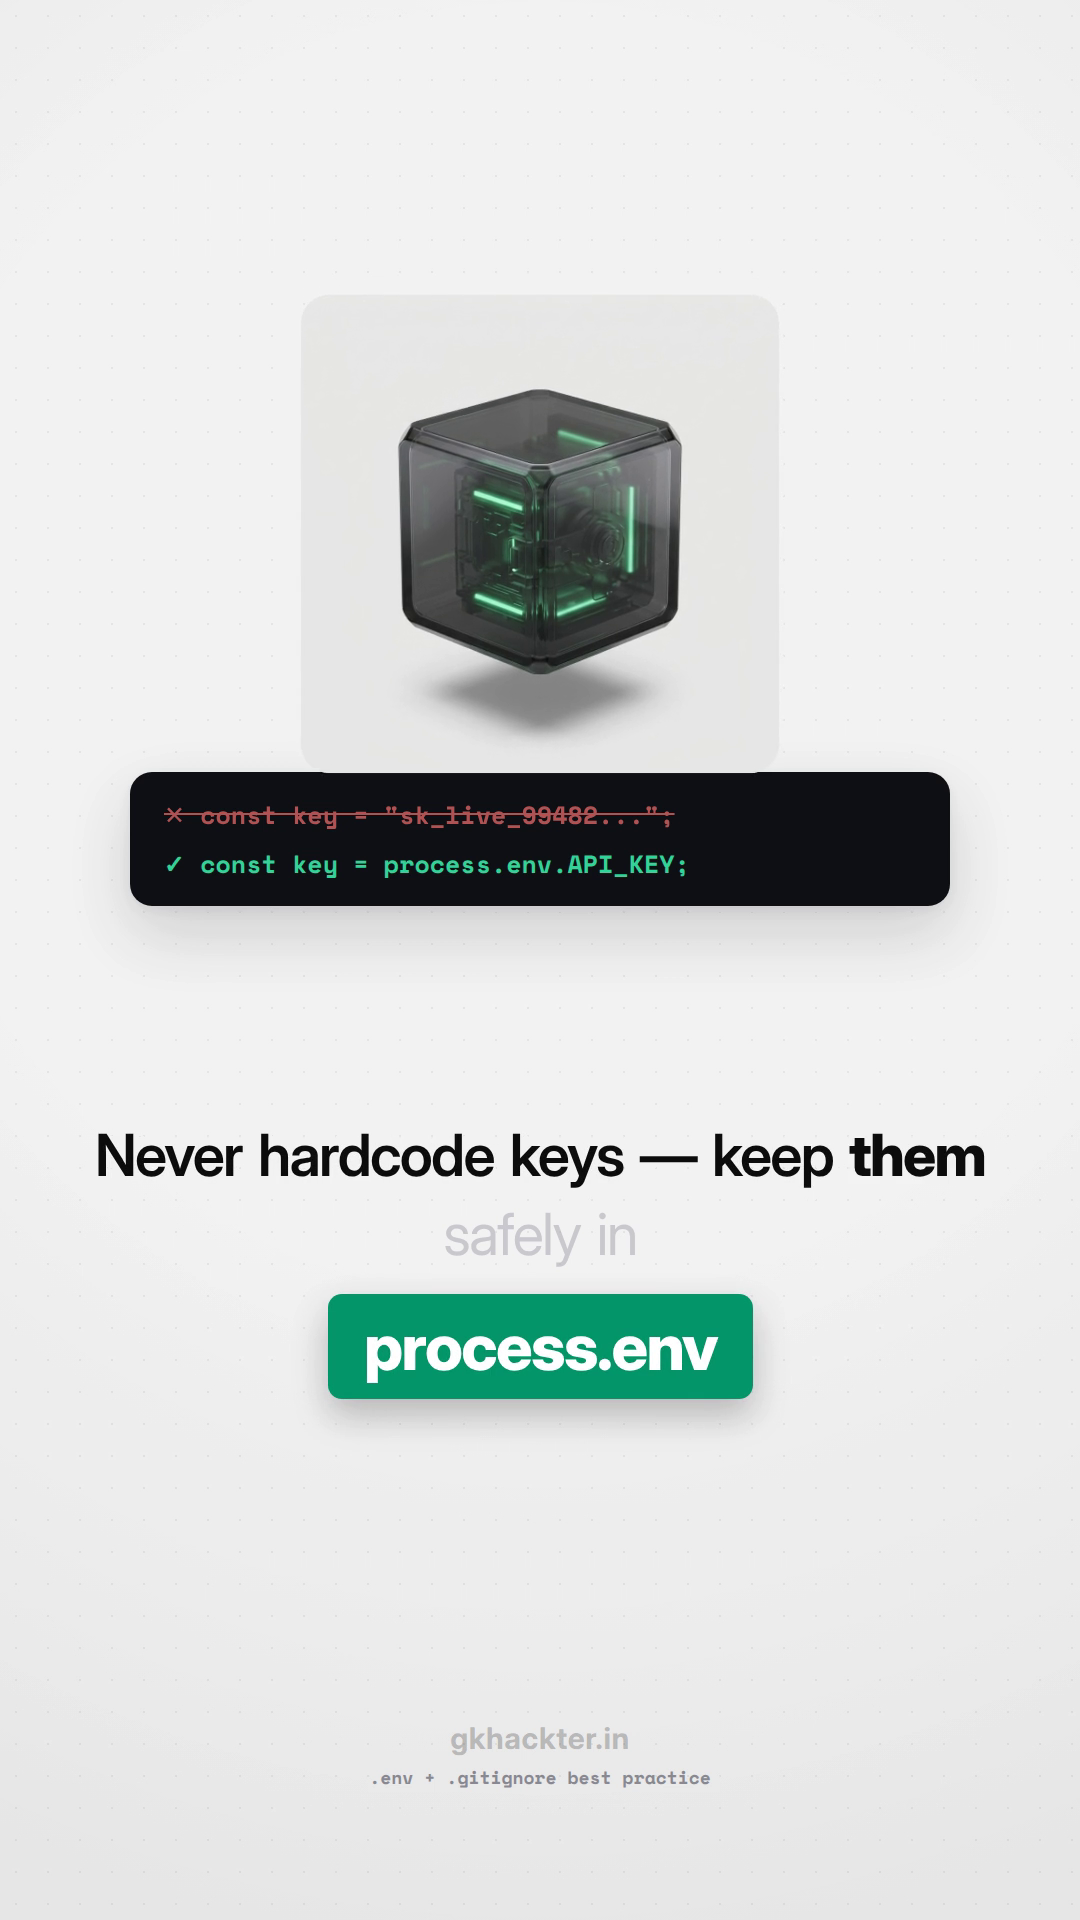 ✕ const key = "sk_live_99482...";
✓ const key = process.env.API_KEY;
Never hardcode keys — keep them
safely in
process.env
gkhackter.in
.env + .gitignore best practice